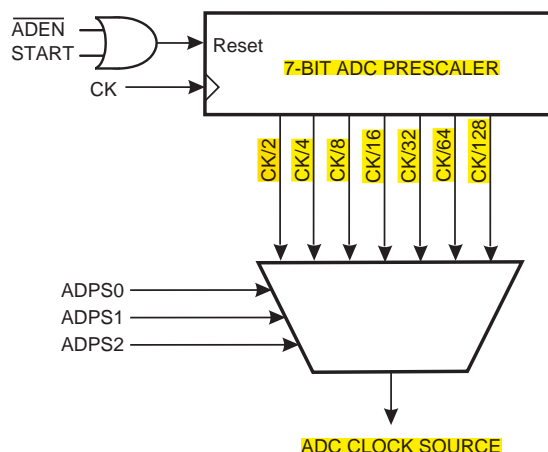 ADEN
START
Reset
7-BIT ADC PRESCALER
CK
CK/2
CK/4
CK/8
CK/16
CK/32
CK/64
CK/128
ADPS0
ADPS1
ADPS2
ADC CLOCK SOURCE